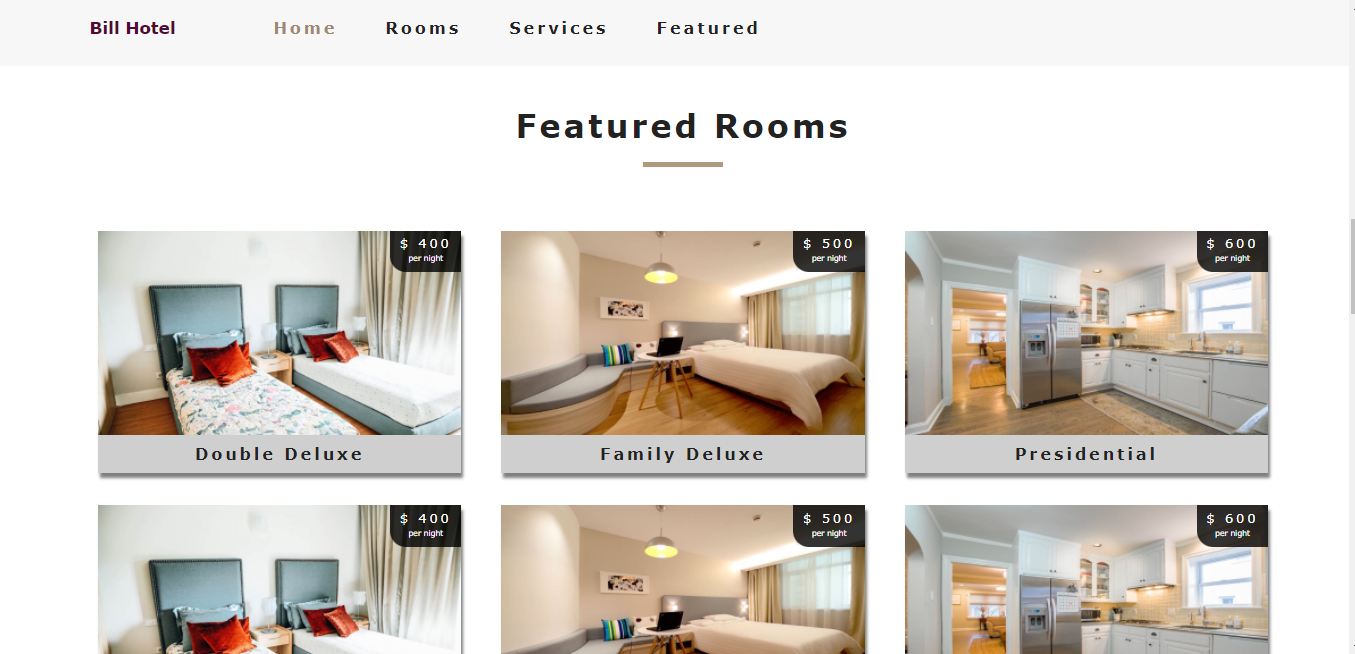 Bill Hotel Home Rooms Services Featured
Featured Rooms
$ 400
per night
$ 500
per night
$ 600
per night
Double Deluxe
Family Deluxe
Presidential
$ 400
per night
$ 500
per night
$ 600
per night